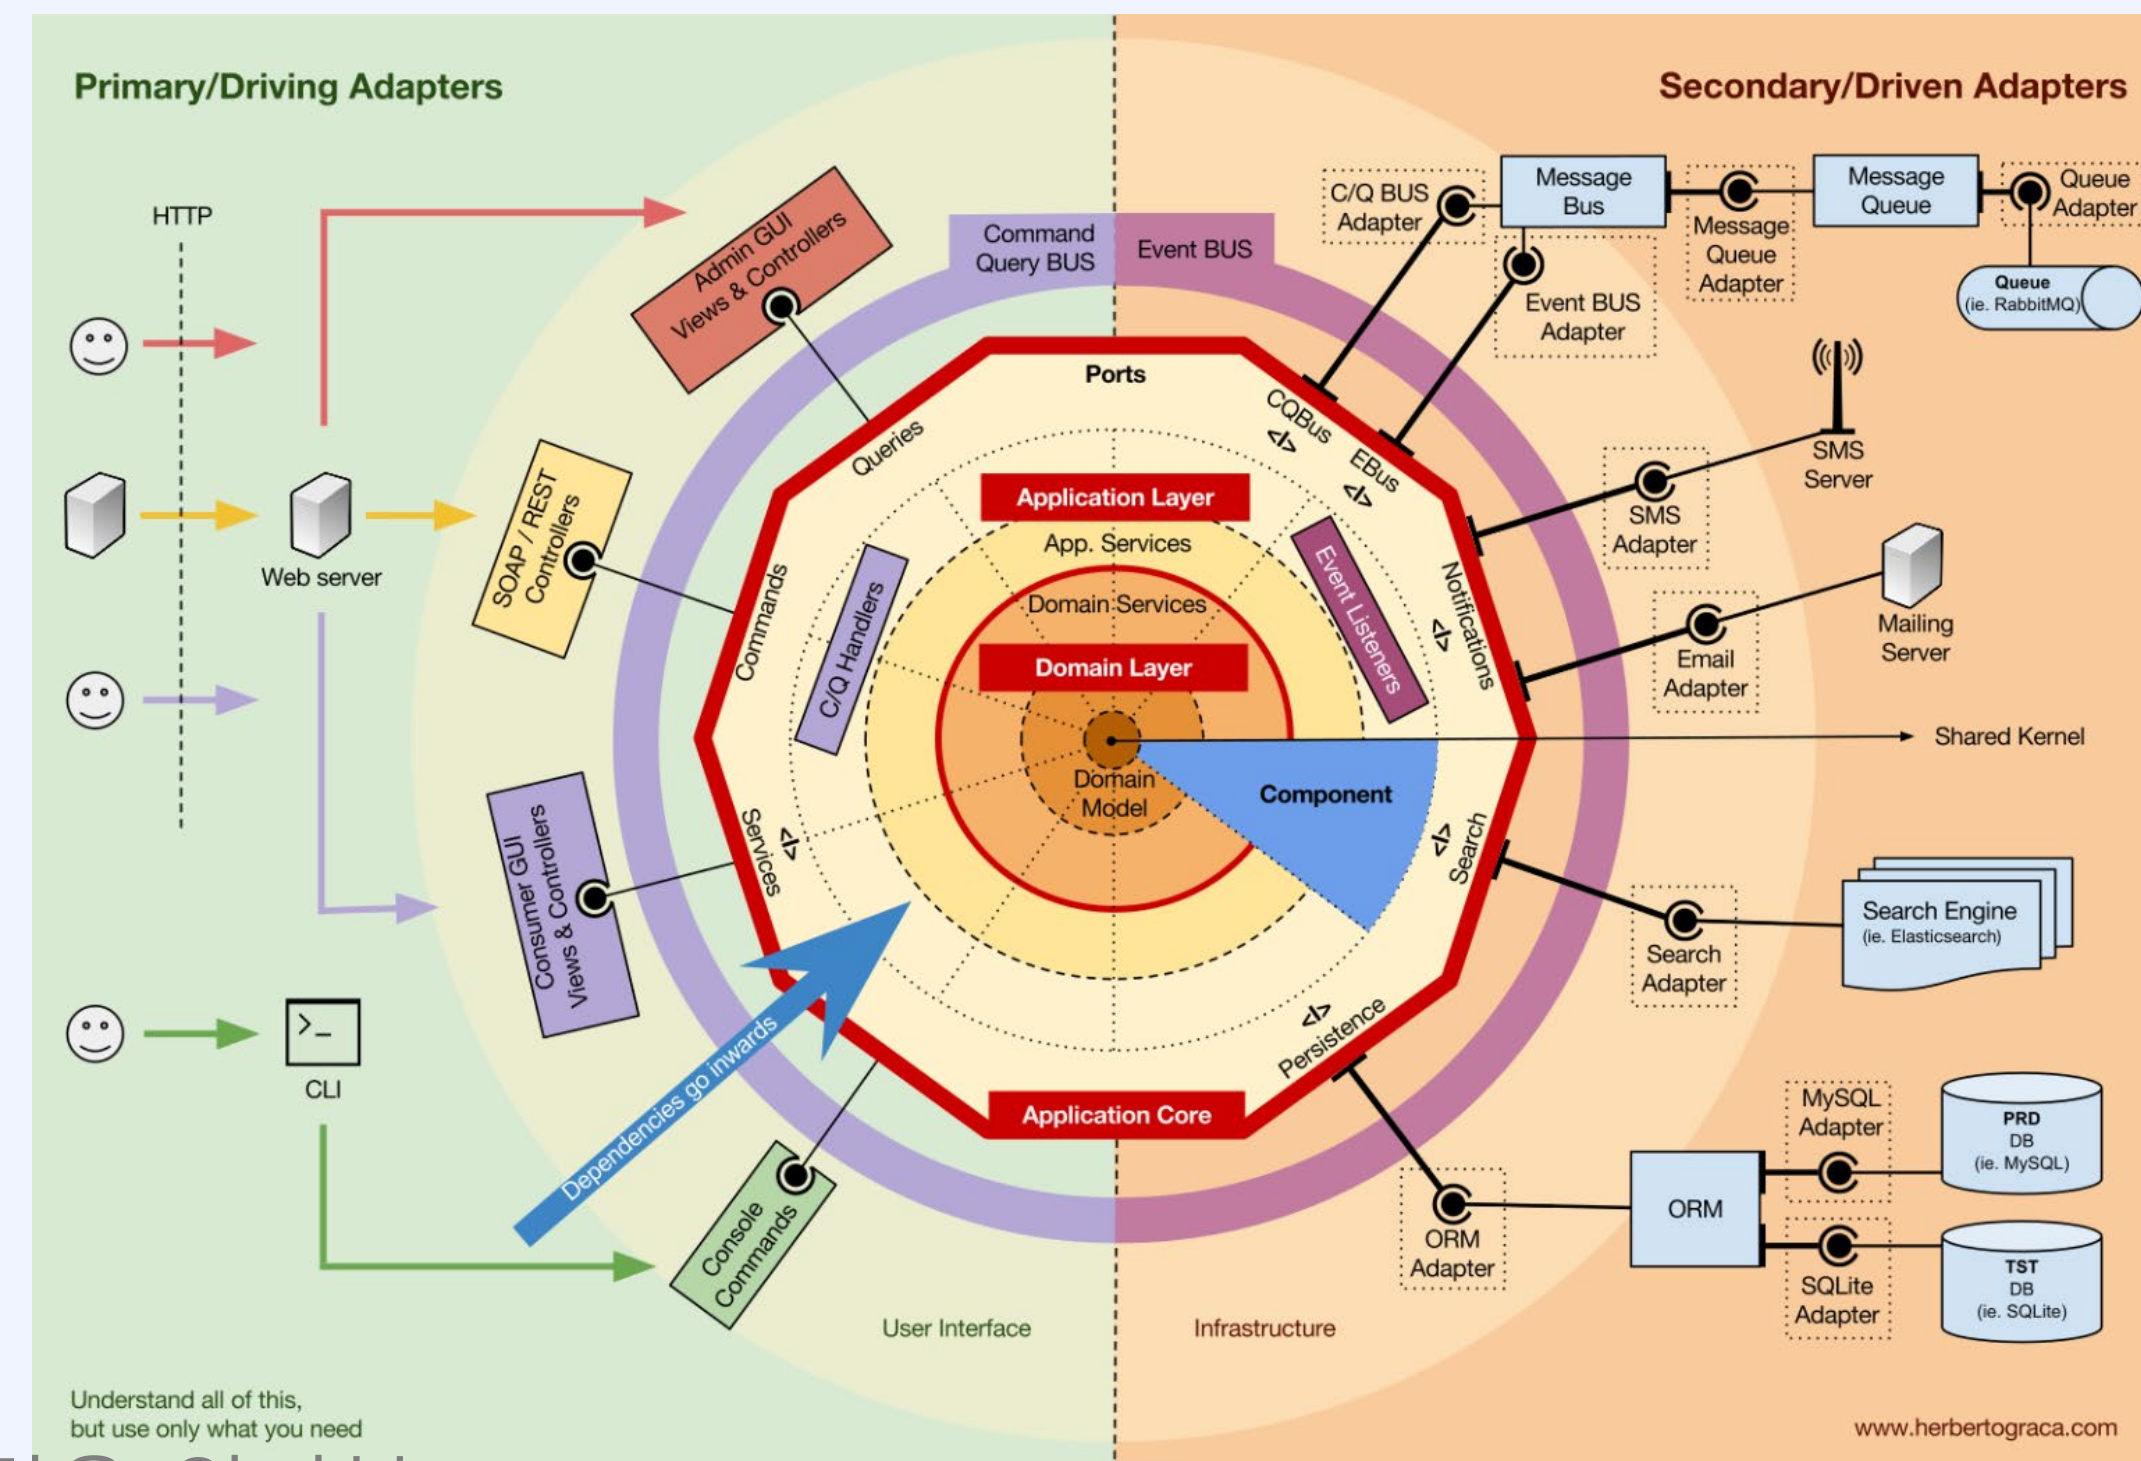 Primary/Driving Adapters
Secondary/Driven Adapters
HTTP
Web server
CLI
Admin GUI
Views & Controllers
SOAP / REST
Controllers
Consumer GUI
Views & Controllers
Console
Commands
Dependencies go inwards
Command
Query BUS
Event BUS
Ports
Queries
Commands
Services
</>
C/Q Handlers
Application Layer
App. Services
Domain Services
Domain Layer
Domain
Model
Component
Event Listeners
CQBus
</>
EBus
</>
Notifications
</>
Search
</>
Persistence
</>
Application Core
C/Q BUS
Adapter
Message
Bus
Event BUS
Adapter
Message
Queue
Adapter
Message
Queue
Queue
Adapter
Queue
(ie. RabbitMQ)
SMS
Server
SMS
Adapter
Mailing
Server
Email
Adapter
Shared Kernel
Search Engine
(ie. Elasticsearch)
Search
Adapter
ORM
Adapter
ORM
MySQL
Adapter
PRD
DB
(ie. MySQL)
SQLite
Adapter
TST
DB
(ie. SQLite)
User Interface
Infrastructure
Understand all of this,
but use only what you need
www.herbertograca.com